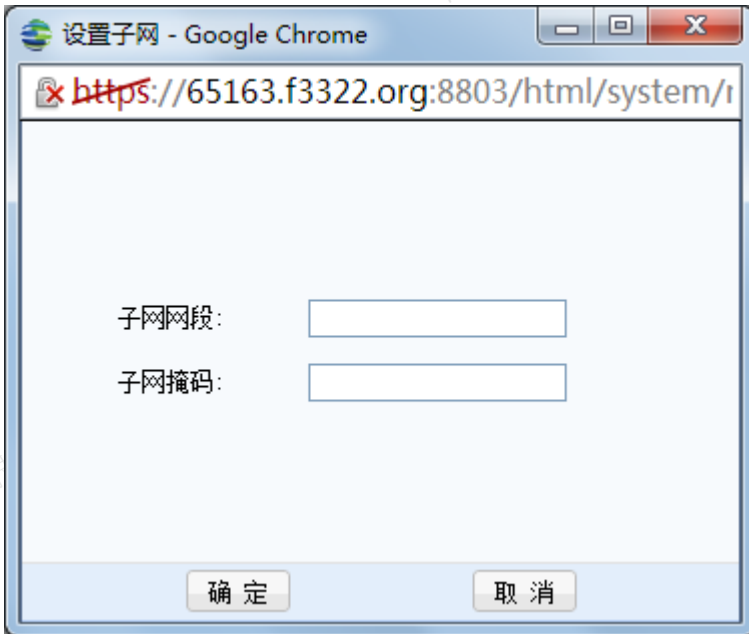 设置子网 - Google Chrome
https://65163.f3322.org:8803/html/system/
子网网段:
子网掩码:
确 定
取 消